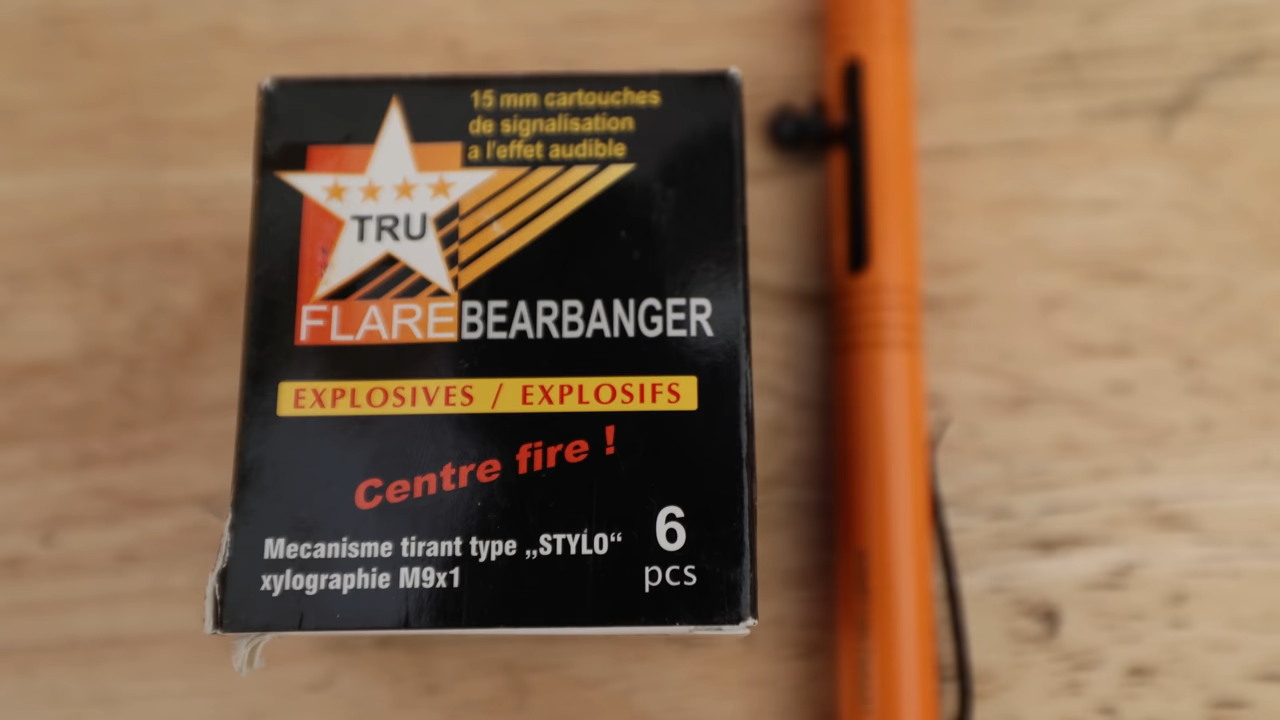 15 mm cartouches
de signalisation
a l'effet audible
TRU
FLAREBEARBANGER
EXPLOSIVES / EXPLOSIFS
Centre fire !
Mecanisme tirant type „STYLO“
xylographie M9x1
6
pcs